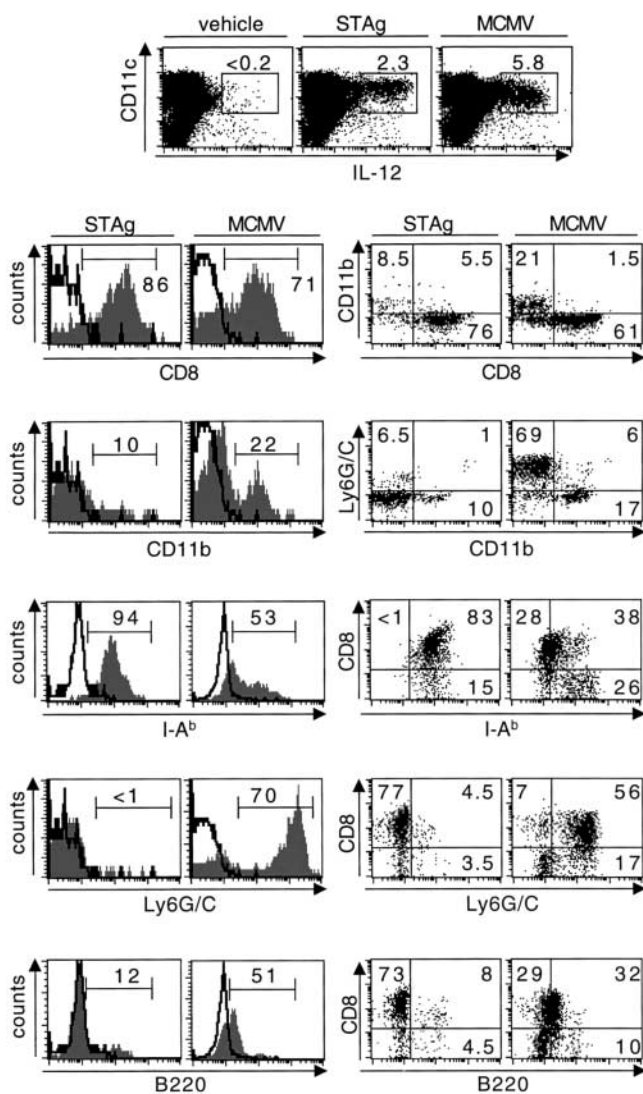 vehicle STAg MCMV
<0.2 2.3 5.8
CD11c
IL-12
STAg MCMV STAg MCMV
counts 86 71 CD11b 8.5 5.5 76 21 1.5 61
CD8 CD8
counts 10 22 Ly6G/C 6.5 1 10 69 6 17
CD11b CD11b
counts 94 53 CD8 <1 83 15 28 38 26
I-Aᵇ I-Aᵇ
counts <1 70 CD8 77 4.5 3.5 7 56 17
Ly6G/C Ly6G/C
counts 12 51 CD8 73 8 4.5 29 32 10
B220 B220